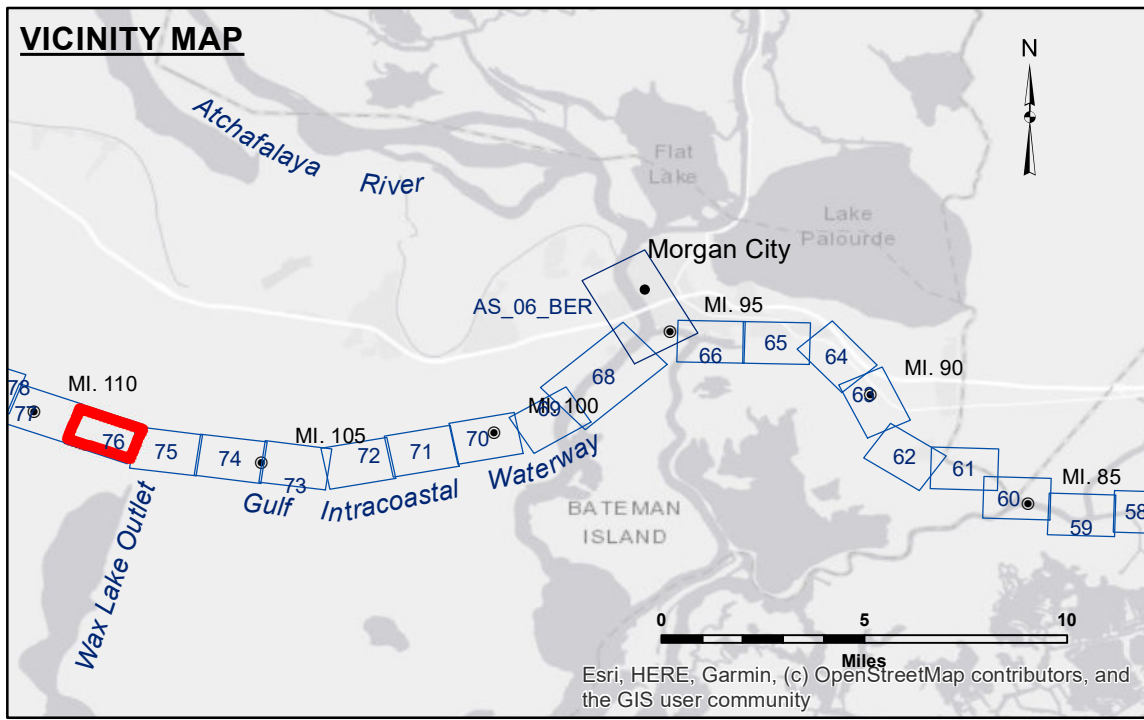 VICINITY MAP
N
Atchafalaya
River
Flat
Lake
Lake
Palourde
Morgan City
AS_06_BER
MI. 95
66
65
64
MI. 90
63
62
61
MI. 85
60
59
58
68
69
MI. 100
70
71
72
MI. 105
73
74
75
76
MI. 110
77
78
Gulf
Intracoastal
Waterway
Wax Lake Outlet
BATEMAN
ISLAND
0
5
10
Miles
Esri, HERE, Garmin, (c) OpenStreetMap contributors, and
the GIS user community